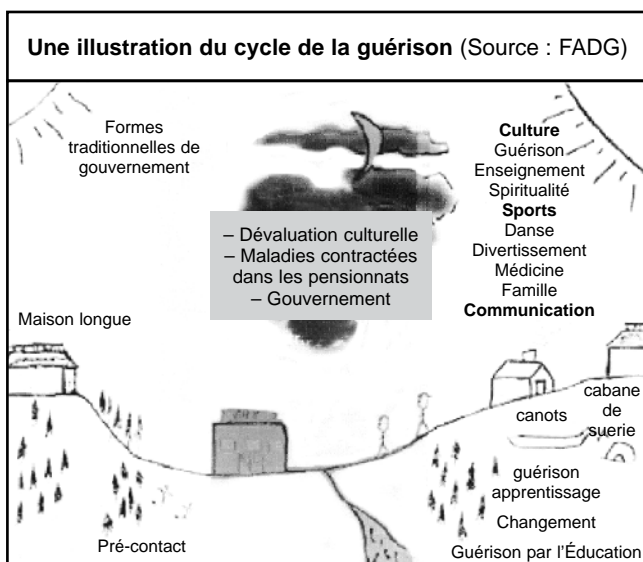 Une illustration du cycle de la guérison (Source : FADG)
Formes
traditionnelles de
gouvernement
Culture
Guérison
Enseignement
Spiritualité
Sports
Danse
Divertissement
Médicine
Famille
Communication
– Dévaluation culturelle
– Maladies contractées
dans les pensionnats
– Gouvernement
Maison longue
canots
cabane
de
suerie
guérison
apprentissage
Changement
Pré-contact
Guérison par l’Éducation